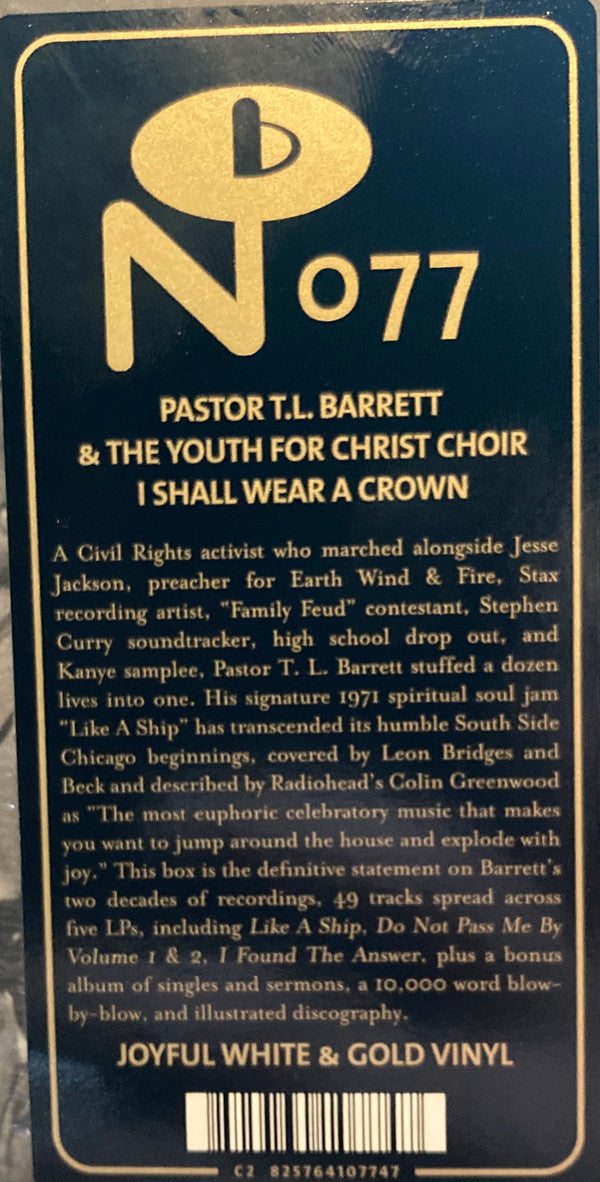 No77
PASTOR T.L. BARRETT
& THE YOUTH FOR CHRIST CHOIR
I SHALL WEAR A CROWN
A Civil Rights activist who marched alongside Jesse
Jackson, preacher for Earth Wind & Fire, Stax
recording artist, "Family Feud" contestant, Stephen
Curry soundtracker, high school drop out, and
Kanye samplee, Pastor T. L. Barrett stuffed a dozen
lives into one. His signature 1971 spiritual soul jam
"Like A Ship" has transcended its humble South Side
Chicago beginnings, covered by Leon Bridges and
Beck and described by Radiohead's Colin Greenwood
as "The most euphoric celebratory music that makes
you want to jump around the house and explode with
joy." This box is the definitive statement on Barrett's
two decades of recordings, 49 tracks spread across
five LPs, including Like A Ship, Do Not Pass Me By
Volume 1 & 2, I Found The Answer, plus a bonus
album of singles and sermons, a 10,000 word blow-
by-blow, and illustrated discography.
JOYFUL WHITE & GOLD VINYL
C2 825764107747